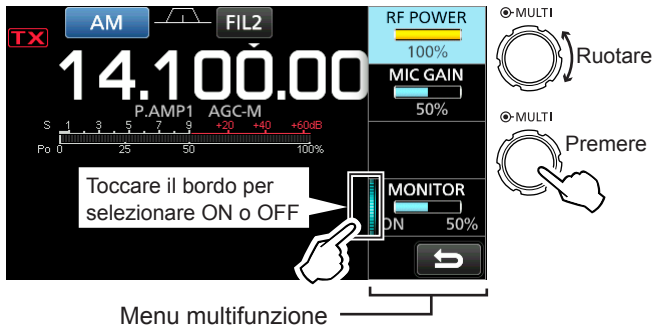 AM FIL2
TX
14.100.00
P.AMP1 AGC-M
S 1 3 5 7 9 +20 +40 +60dB
Po 0 25 50 100%
RF POWER
100%
MIC GAIN
50%
MONITOR
ON 50%
Toccare il bordo per
selezionare ON o OFF
Menu multifunzione
MULTI
Ruotare
MULTI
Premere